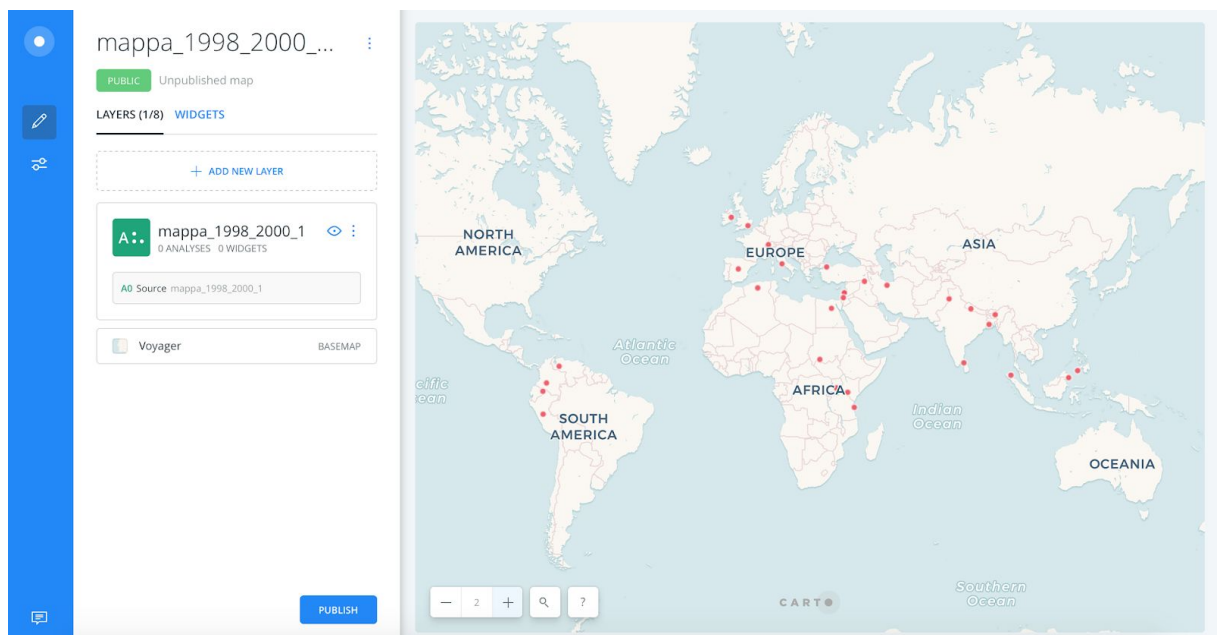 mappa_1998_2000_...
PUBLIC Unpublished map
LAYERS (1/8) WIDGETS
+ ADD NEW LAYER
A
mappa_1998_2000_1
0 ANALYSES 0 WIDGETS
A0 Source mappa_1998_2000_1
Voyager BASEMAP
PUBLISH
NORTH
AMERICA
EUROPE
ASIA
Atlantic
Ocean
cific
ean
AFRICA
SOUTH
AMERICA
Indian
Ocean
OCEANIA
Southern
Ocean
− 2 + ?
CARTO